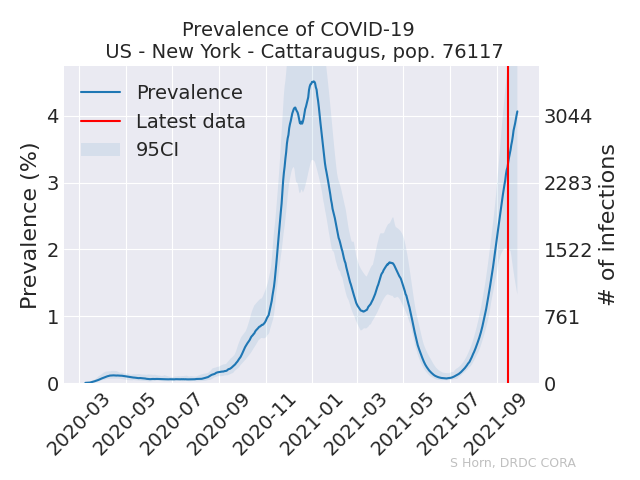 Prevalence of COVID-19
US - New York - Cattaraugus, pop. 76117
Prevalence
Latest data
95CI
Prevalence (%)
4
3
2
1
0
3044
2283
1522
761
0
# of infections
2020-03
2020-05
2020-07
2020-09
2020-11
2021-01
2021-03
2021-05
2021-07
2021-09
S Horn, DRDC CORA